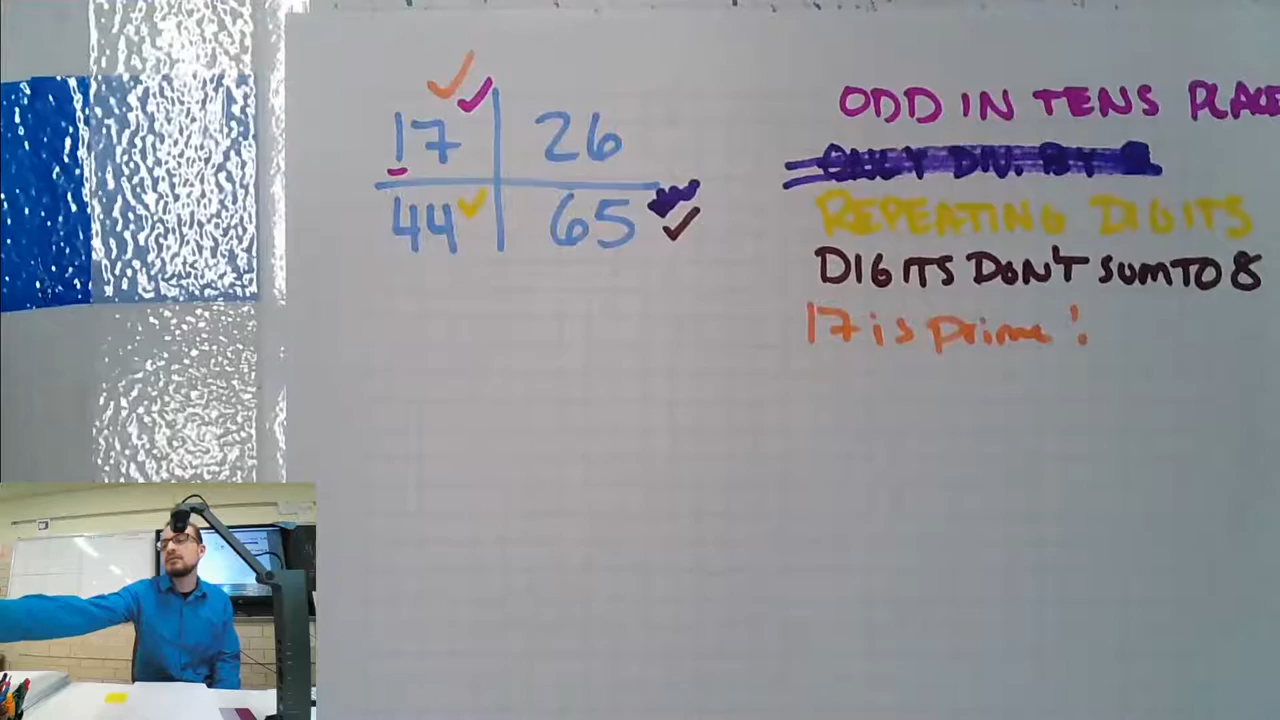 17 26
44 65
ODD IN TENS PLACE
REPEATING DIGITS
DIGITS DON'T SUM TO 8
17 is prime!